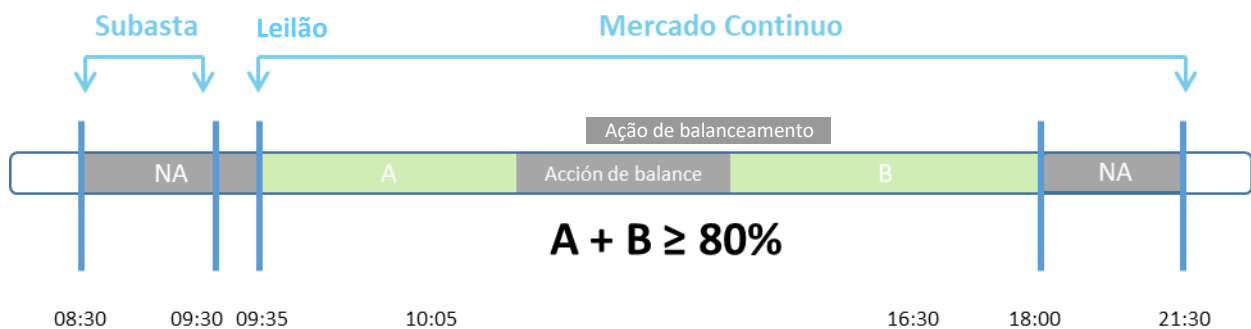 Subasta Leilão Mercado Continuo
Ação de balanceamento
NA A Acción de balance B NA
A + B ≥ 80%
08:30 09:30 09:35 10:05 16:30 18:00 21:30